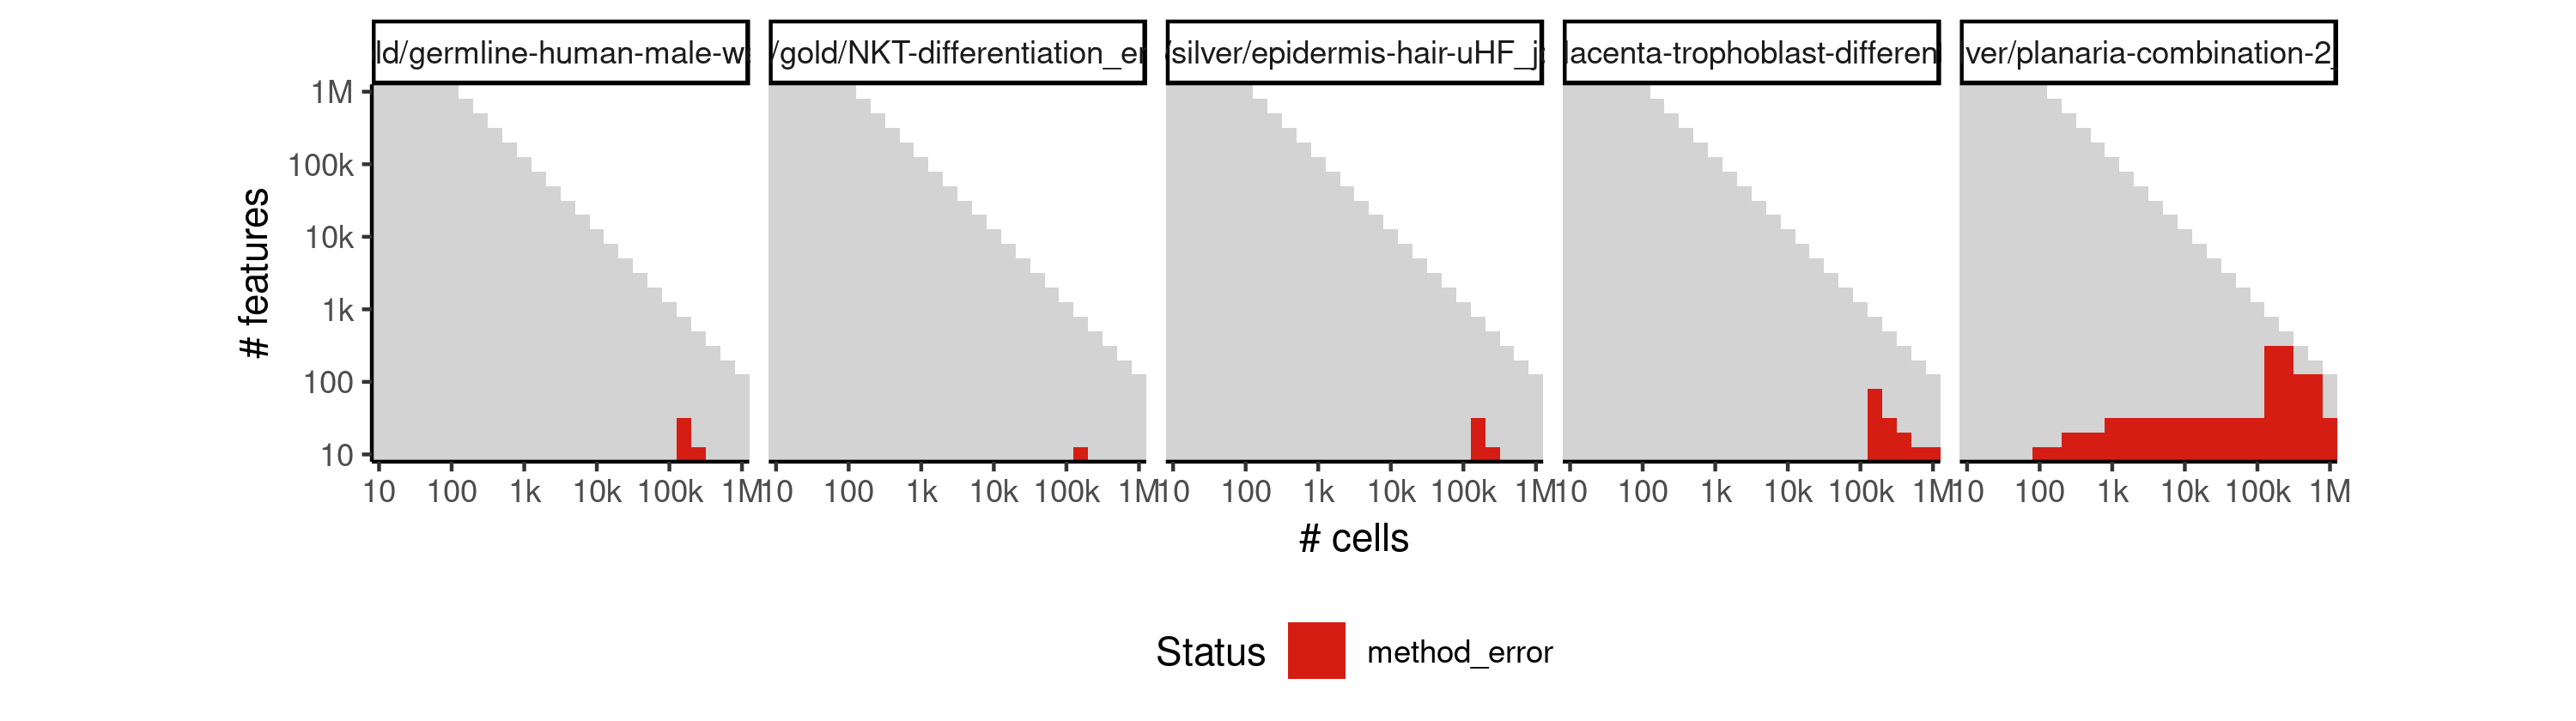 ld/germline-human-male-w
/gold/NKT-differentiation_er
/silver/epidermis-hair-uHF_j
lacenta-trophoblast-differen
ver/planaria-combination-2
# features
1M
100k
10k
1k
100
10
10 100 1k 10k 100k 1M
10 100 1k 10k 100k 1M
10 100 1k 10k 100k 1M
10 100 1k 10k 100k 1M
10 100 1k 10k 100k 1M
# cells
Status method_error